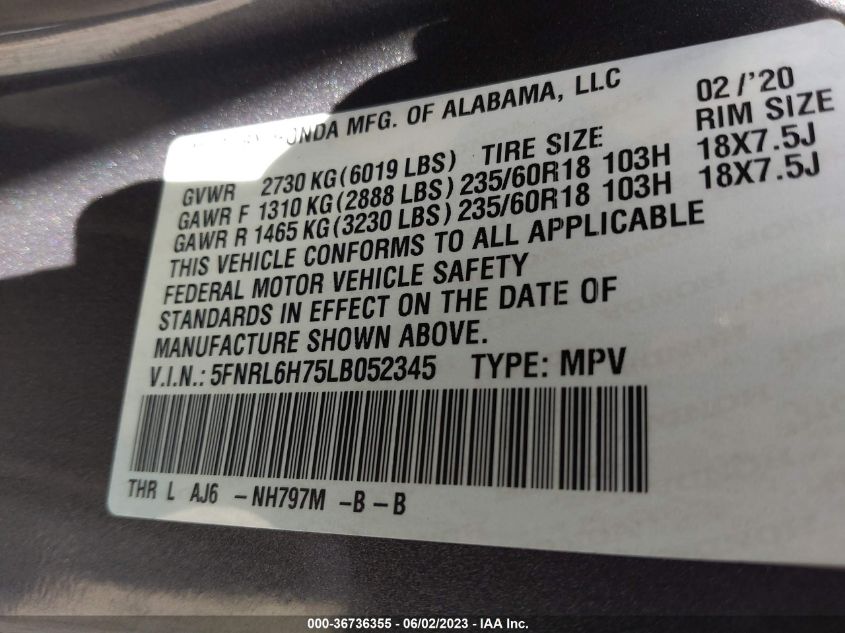 HONDA MFG. OF ALABAMA, LLC 02 /'20
GVWR 2730 KG(6019 LBS) TIRE SIZE RIM SIZE
GAWR F 1310 KG(2888 LBS) 235/60R18 103H 18X7.5J
GAWR R 1465 KG(3230 LBS) 235/60R18 103H 18X7.5J
THIS VEHICLE CONFORMS TO ALL APPLICABLE
FEDERAL MOTOR VEHICLE SAFETY
STANDARDS IN EFFECT ON THE DATE OF
MANUFACTURE SHOWN ABOVE.
V.I.N.: 5FNRL6H75LB052345 TYPE: MPV
THR L AJ6 -NH797M -B -B
000-36736355 - 06/02/2023 - IAA Inc.